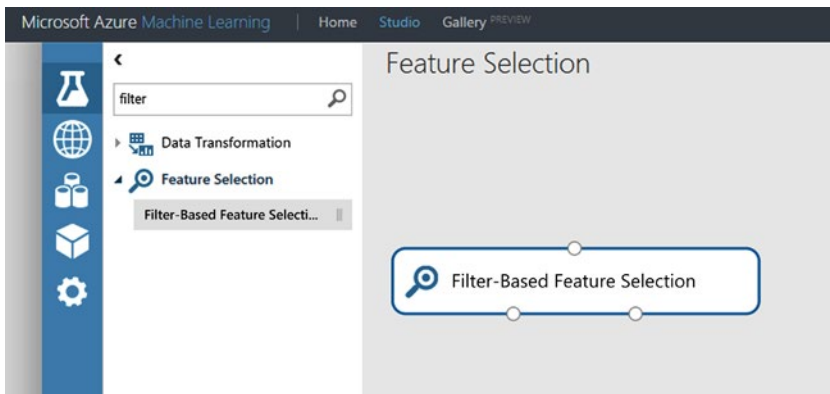 Microsoft Azure Machine Learning | Home Studio Gallery PREVIEW
Feature Selection
filter
Data Transformation
Feature Selection
Filter-Based Feature Selecti...
Filter-Based Feature Selection